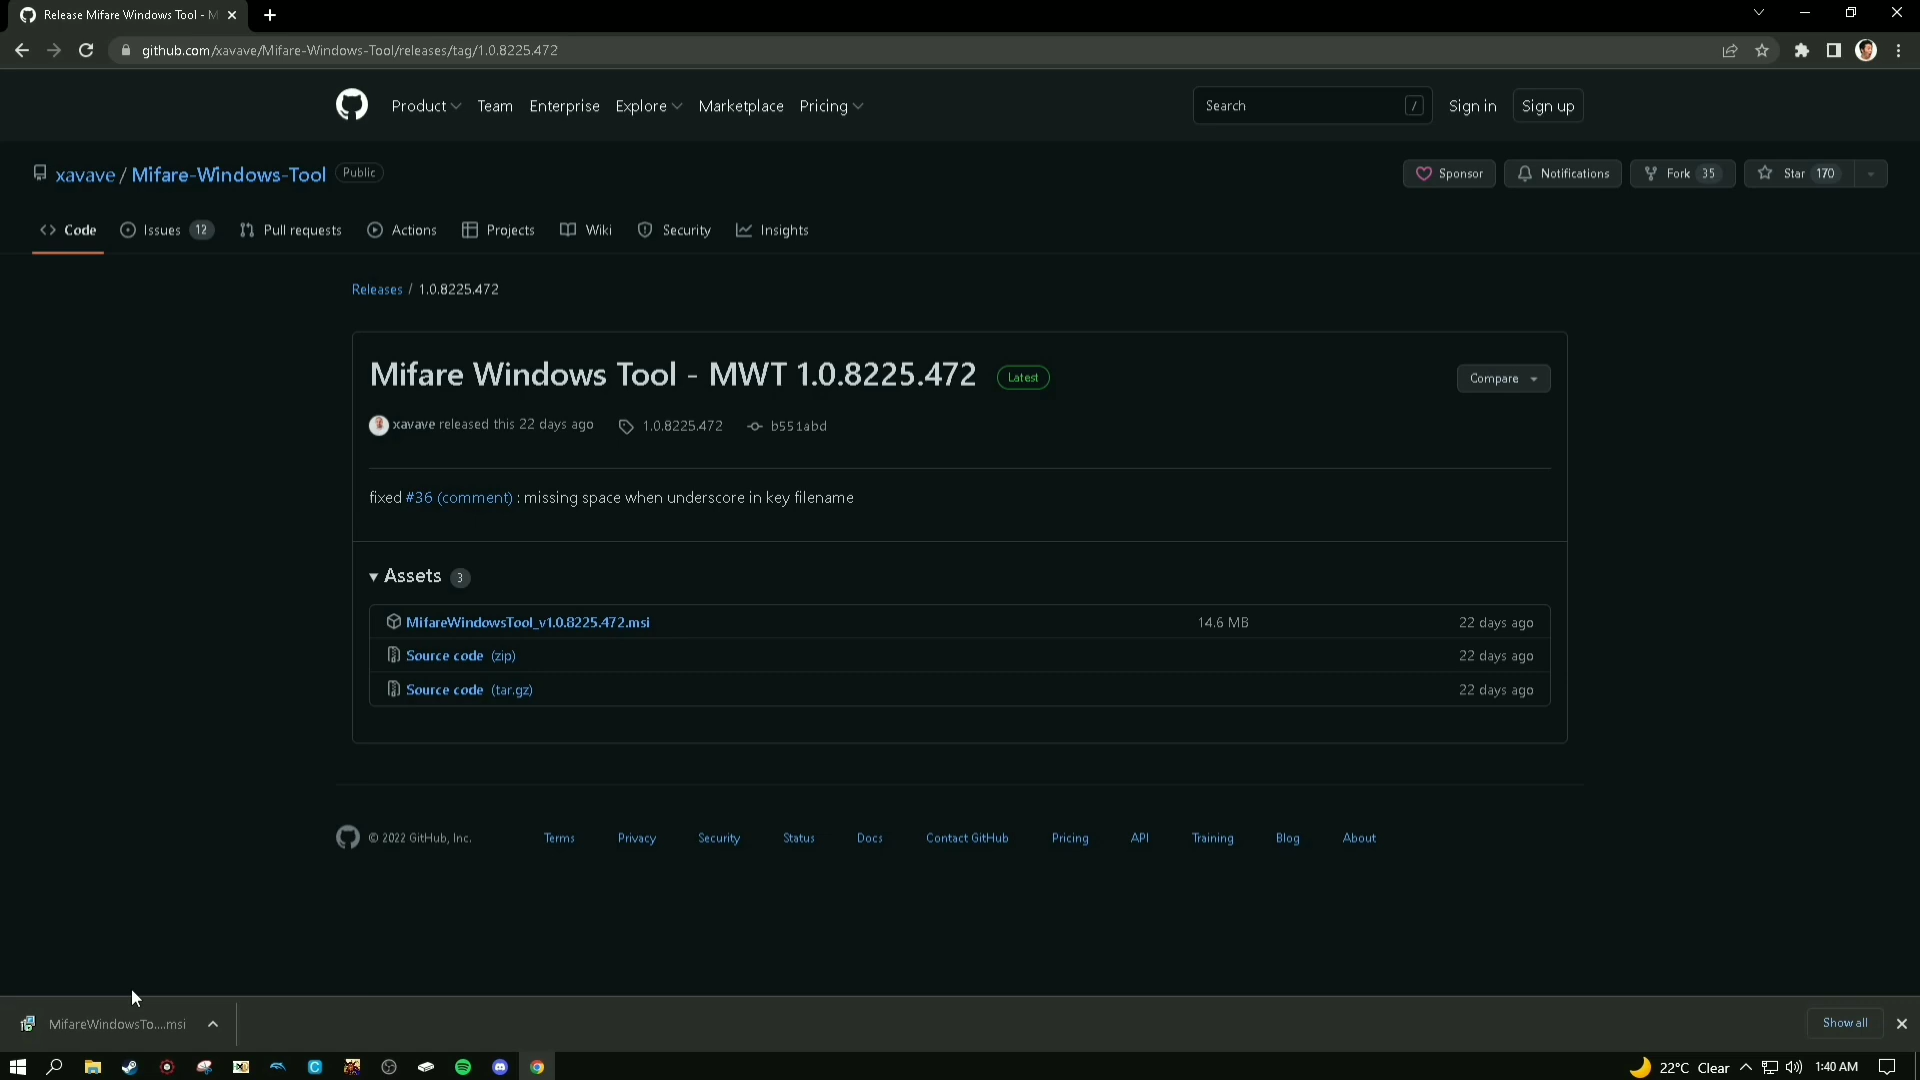 Release Mifare Windows Tool - M
github.com/xavave/Mifare-Windows-Tool/releases/tag/1.0.8225.472
Product Team Enterprise Explore Marketplace Pricing Search / Sign in Sign up
xavave / Mifare-Windows-Tool Public Sponsor Notifications Fork 35 Star 170
Code Issues 12 Pull requests Actions Projects Wiki Security Insights
Releases / 1.0.8225.472
Mifare Windows Tool - MWT 1.0.8225.472 Latest Compare
xavave released this 22 days ago 1.0.8225.472 b551abd
fixed #36 (comment) : missing space when underscore in key filename
Assets 3
MifareWindowsTool_v1.0.8225.472.msi 14.6 MB 22 days ago
Source code (zip) 22 days ago
Source code (tar.gz) 22 days ago
© 2022 GitHub, Inc. Terms Privacy Security Status Docs Contact GitHub Pricing API Training Blog About
MifareWindowsTo....msi Show all
22°C Clear 1:40 AM